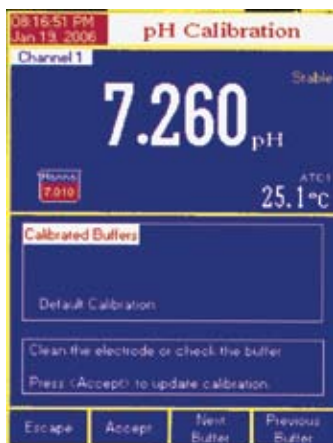 08:16:51 PM
Jan 19, 2006
pH Calibration
Channel 1
Stable
7.260 pH
Hanna
7.010
ATC1
25.1°C
Calibrated Buffers
Default Calibration
Clean the electrode or check the buffer
Press <Accept> to update calibration.
Escape
Accept
Next Buffer
Previous Buffer